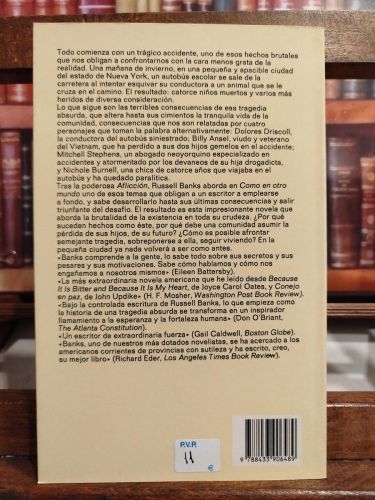 Todo comienza con un trágico accidente, uno de esos hechos brutales
que nos obligan a confrontarnos con la cara menos grata de la
realidad. Una mañana de invierno, en una pequeña y apacible ciudad
del estado de Nueva York, un autobús escolar se sale de la
carretera al intentar esquivar su conductora a un animal que se le
cruza en el camino. El resultado: catorce niños muertos y varios más
heridos de diversa consideración.
Lo que sigue son las terribles consecuencias de esa tragedia
absurda, que altera hasta sus cimientos la tranquila vida de la
comunidad, consecuencias que nos son relatadas por cuatro
personajes que toman la palabra alternativamente: Dolores Driscoll,
la conductora del autobús siniestrado; Billy Ansel, viudo y veterano
del Vietnam, que ha perdido a sus dos hijos gemelos en el accidente;
Mitchell Stephens, un abogado neoyorquino especializado en
accidentes y atormentado por los devaneos de su hija drogadicta,
y Nichole Burnell, una chica de catorce años que viajaba en el
autobús y ha quedado paralítica.
Tras la poderosa Aflicción, Russell Banks aborda en Como en otro
mundo uno de esos temas que obligan a un escritor a emplearse
a fondo, y sabe desarrollarlo hasta sus últimas consecuencias y salir
triunfante del desafío. El resultado es esta impresionante novela que
aborda la brutalidad de la existencia en toda su crudeza. ¿Por qué
suceden hechos como éste, por qué debe una comunidad asumir la
pérdida de sus hijos, de su futuro? ¿Cómo es posible afrontar
semejante tragedia, sobreponerse a ella, seguir viviendo? En la
pequeña ciudad ya nada volverá a ser como antes.
«Banks comprende a la gente, lo sabe todo sobre sus secretos y sus
pesares y sus motivaciones. Sabe cómo hablamos y cómo nos
engañamos a nosotros mismos» (Eileen Battersby).
«La más extraordinaria novela americana que he leído desde Because
It Is Bitter and Because It Is My Heart, de Joyce Carol Oates, y Conejo
en paz, de John Updike» (H. F. Mosher, Washington Post Book Review).
«Bajo la controlada escritura de Russell Banks, lo que empieza como
la historia de una tragedia absurda se transforma en un inspirador
llamamiento a la esperanza y la fortaleza humana» (Don O'Briant,
The Atlanta Constitution).
«Un escritor de extraordinaria fuerza» (Gail Caldwell, Boston Globe).
«Banks, uno de nuestros más dotados novelistas, se ha acercado a los
americanos corrientes de provincias con sutileza y ha escrito, creo,
su mejor libro» (Richard Eder, Los Angeles Times Book Review).
P.V.P.
11
€
9 788433 906489